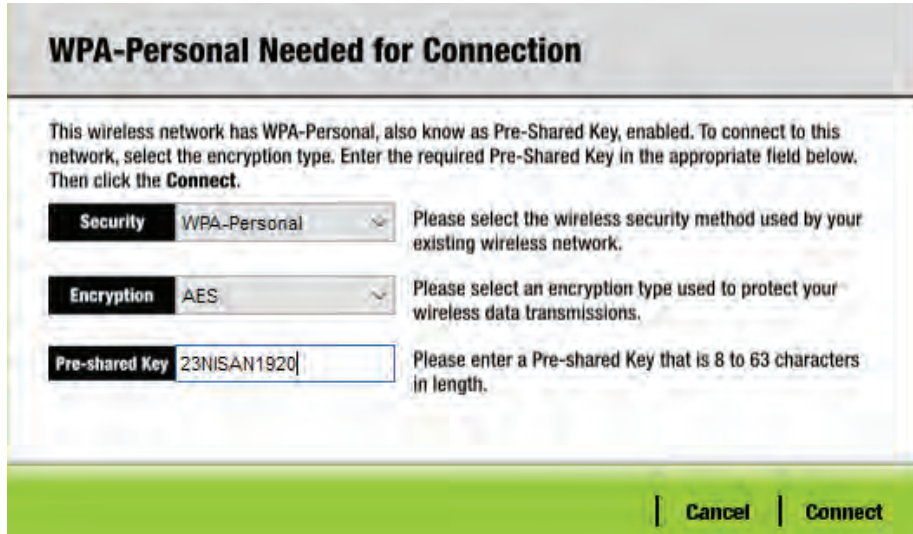 WPA-Personal Needed for Connection
This wireless network has WPA-Personal, also know as Pre-Shared Key, enabled. To connect to this
network, select the encryption type. Enter the required Pre-Shared Key in the appropriate field below.
Then click the Connect.
Security WPA-Personal Please select the wireless security method used by your
existing wireless network.
Encryption AES Please select an encryption type used to protect your
wireless data transmissions.
Pre-shared Key 23NISAN1920 Please enter a Pre-shared Key that is 8 to 63 characters
in length.
Cancel Connect